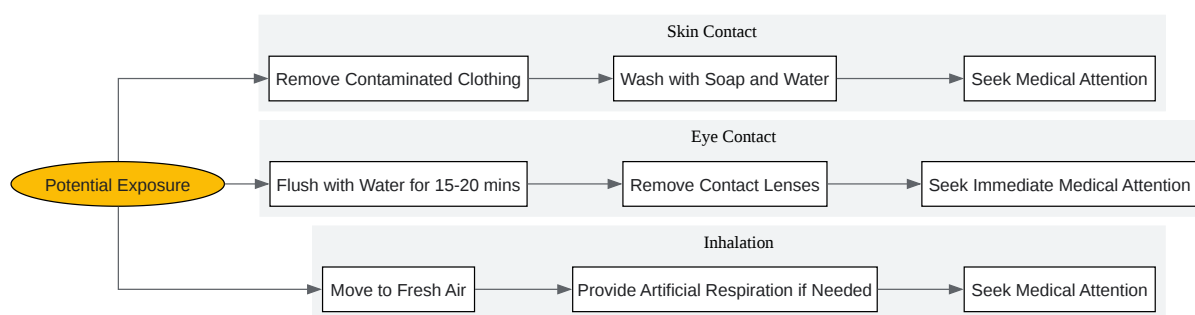 Skin Contact
Remove Contaminated Clothing
Wash with Soap and Water
Seek Medical Attention
Eye Contact
Potential Exposure
Flush with Water for 15-20 mins
Remove Contact Lenses
Seek Immediate Medical Attention
Inhalation
Move to Fresh Air
Provide Artificial Respiration if Needed
Seek Medical Attention